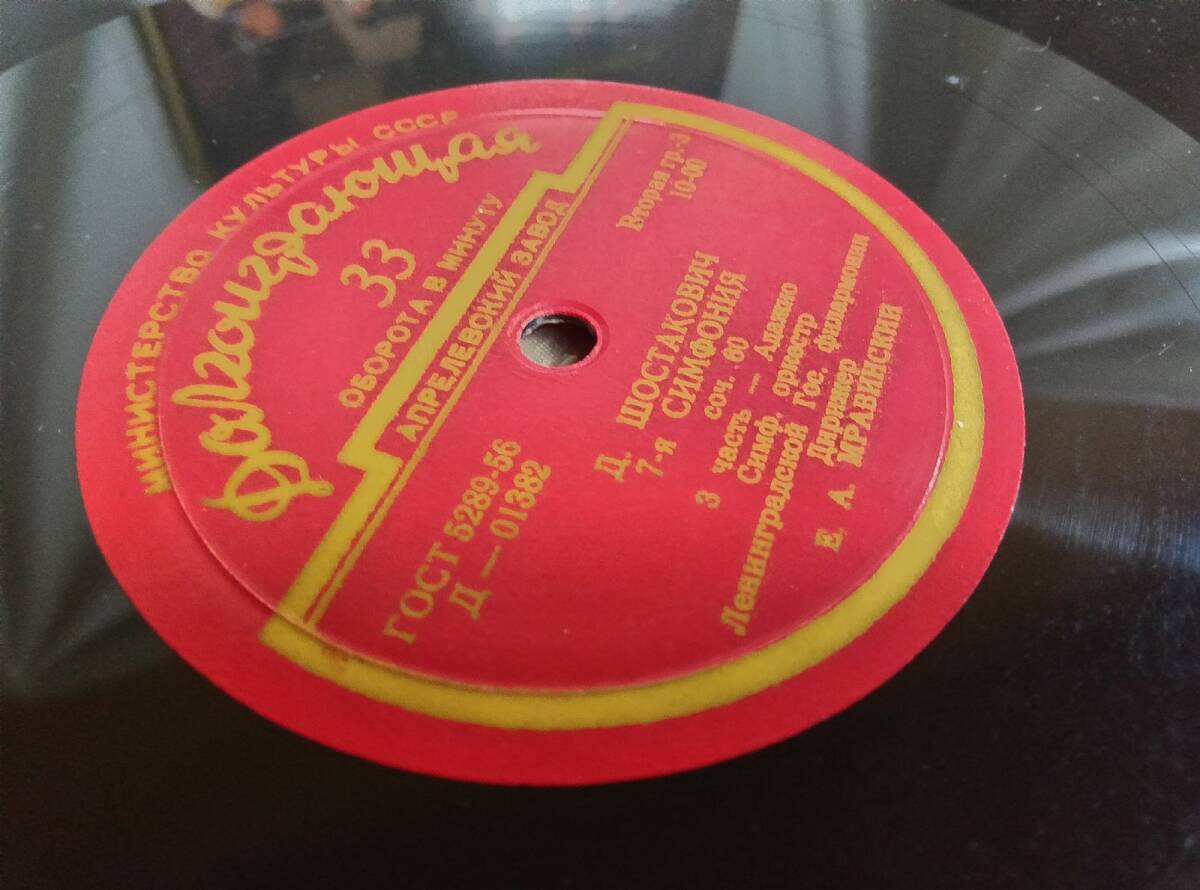 МИНИСТЕРСТВО КУЛЬТУРЫ СССР
Долгоиграющая
33
ОБОРОТА В МИНУТУ
АПРЕЛЕВСКИЙ ЗАВОД
ГОСТ 5289-56
Д — 01382
Вторая гр.-3
10-00
Д. ШОСТАКОВИЧ
7-я СИМФОНИЯ
соч. 60
3 часть — Адажио
Симф. оркестр
Ленинградской Гос. филармонии
Дирижер
Е. А. МРАВИНСКИЙ